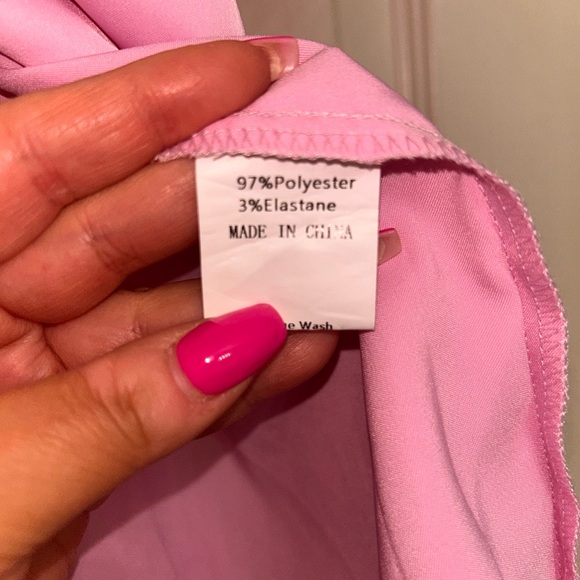 97%Polyester
3%Elastane
MADE IN CHINA
Wash